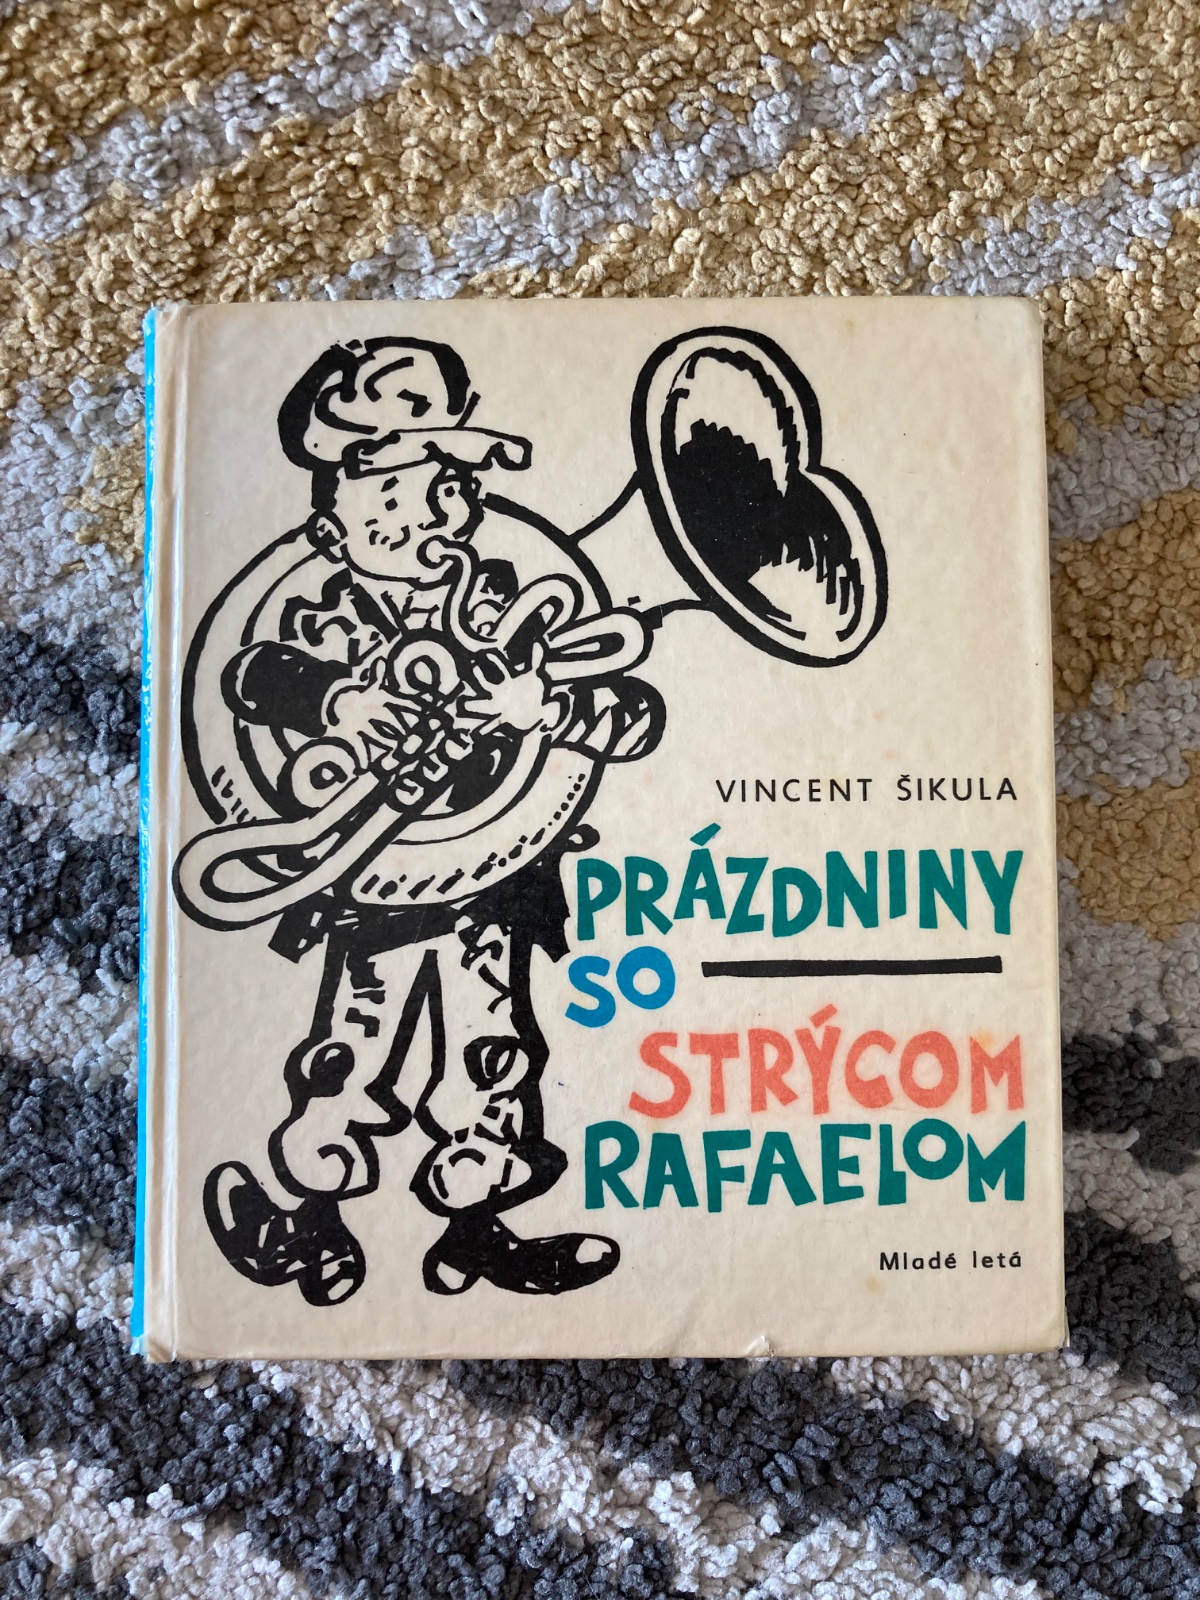 VINCENT ŠIKULA
PRÁZDNINY
SO
STRÝCOM
RAFAELOM
Mladé letá